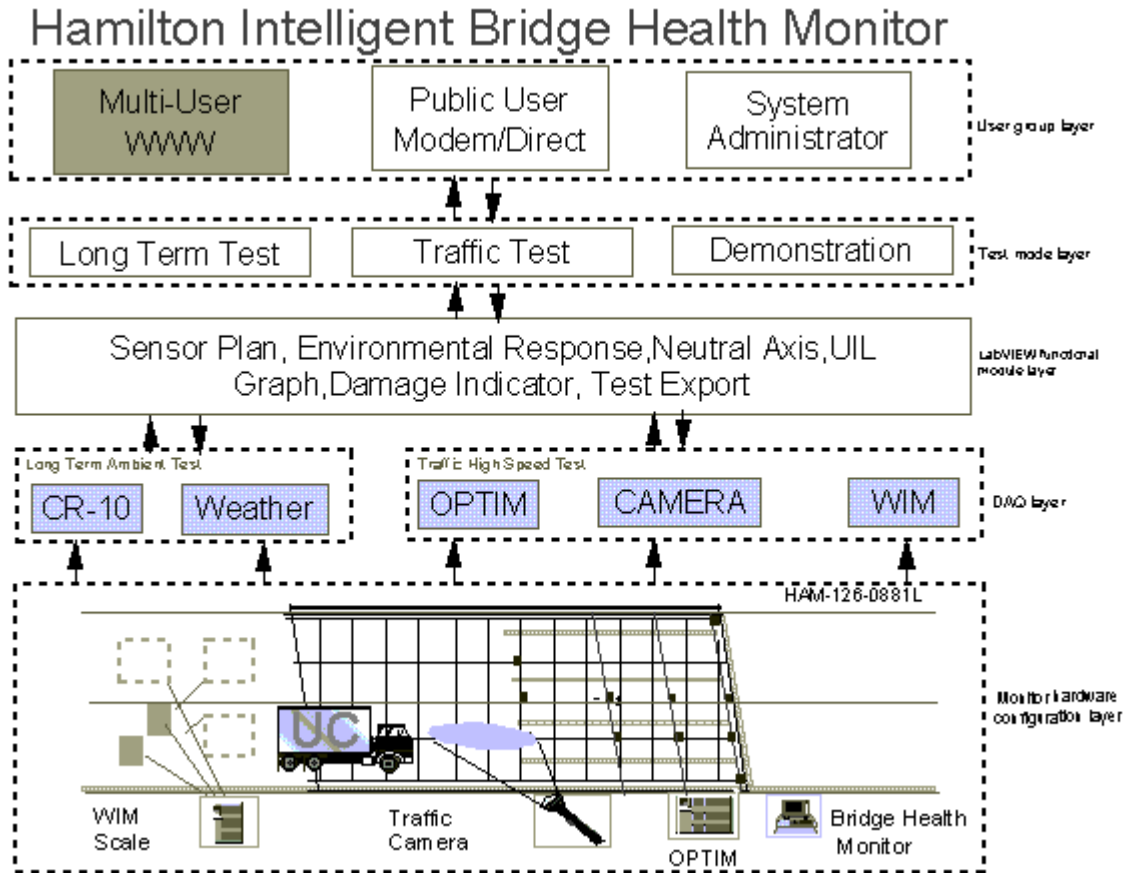 Hamilton Intelligent Bridge Health Monitor
Multi-User
WWW
Public User
Modem/Direct
System
Administrator
User group layer
Long Term Test
Traffic Test
Demonstration
Test mode layer
Sensor Plan, Environmental Response,Neutral Axis,UIL
Graph,Damage Indicator, Test Export
LabVIEW functional
module layer
Long Term Ambient Test
CR-10
Weather
Traffic High Speed Test
OPTIM
CAMERA
WIM
DAQ layer
HAM-126-0881L
Monitor hardware
configuration layer
UC
WIM
Scale
Traffic
Camera
OPTIM
Bridge Health
Monitor